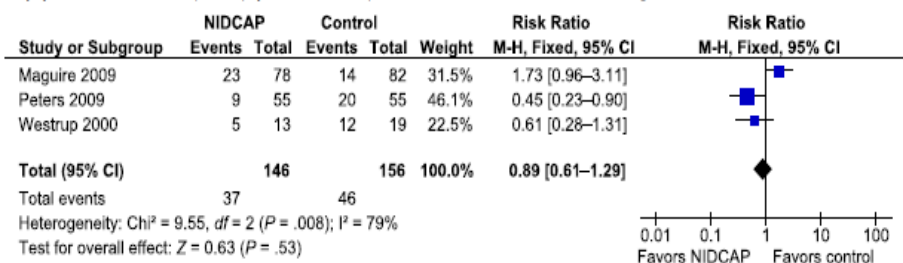 NIDCAP Control Risk Ratio Risk Ratio
Study or Subgroup Events Total Events Total Weight M-H, Fixed, 95% CI M-H, Fixed, 95% CI
Maguire 2009 23 78 14 82 31.5% 1.73 [0.96–3.11]
Peters 2009 9 55 20 55 46.1% 0.45 [0.23–0.90]
Westrup 2000 5 13 12 19 22.5% 0.61 [0.28–1.31]
Total (95% CI) 146 156 100.0% 0.89 [0.61–1.29]
Total events 37 46
Heterogeneity: Chi² = 9.55, df = 2 (P = .008); I² = 79%
Test for overall effect: Z = 0.63 (P = .53)
0.01 0.1 1 10 100
Favors NIDCAP Favors control